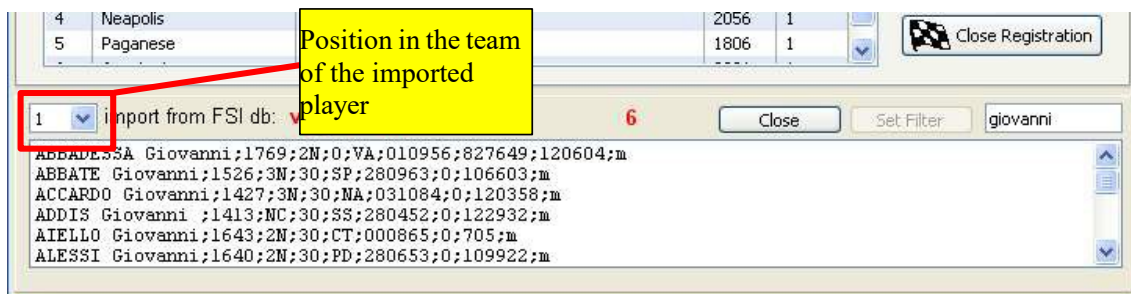 4 Neapolis 2056 1
5 Paganese 1806 1
Close Registration
Position in the team
of the imported
player
1 import from FSI db:
6
Close
Set Filter
giovanni
ABBADESSA Giovanni;1769;2N;0;VA;010956;827649;120604;m
ABBATE Giovanni;1526;3N;30;SP;280963;0;106603;m
ACCARDO Giovanni;1427;3N;30;NA;031084;0;120358;m
ADDIS Giovanni ;1413;NC;30;SS;280452;0;122932;m
AIELLO Giovanni;1643;2N;30;CT;000865;0;705;m
ALESSI Giovanni;1640;2N;30;PD;280653;0;109922;m